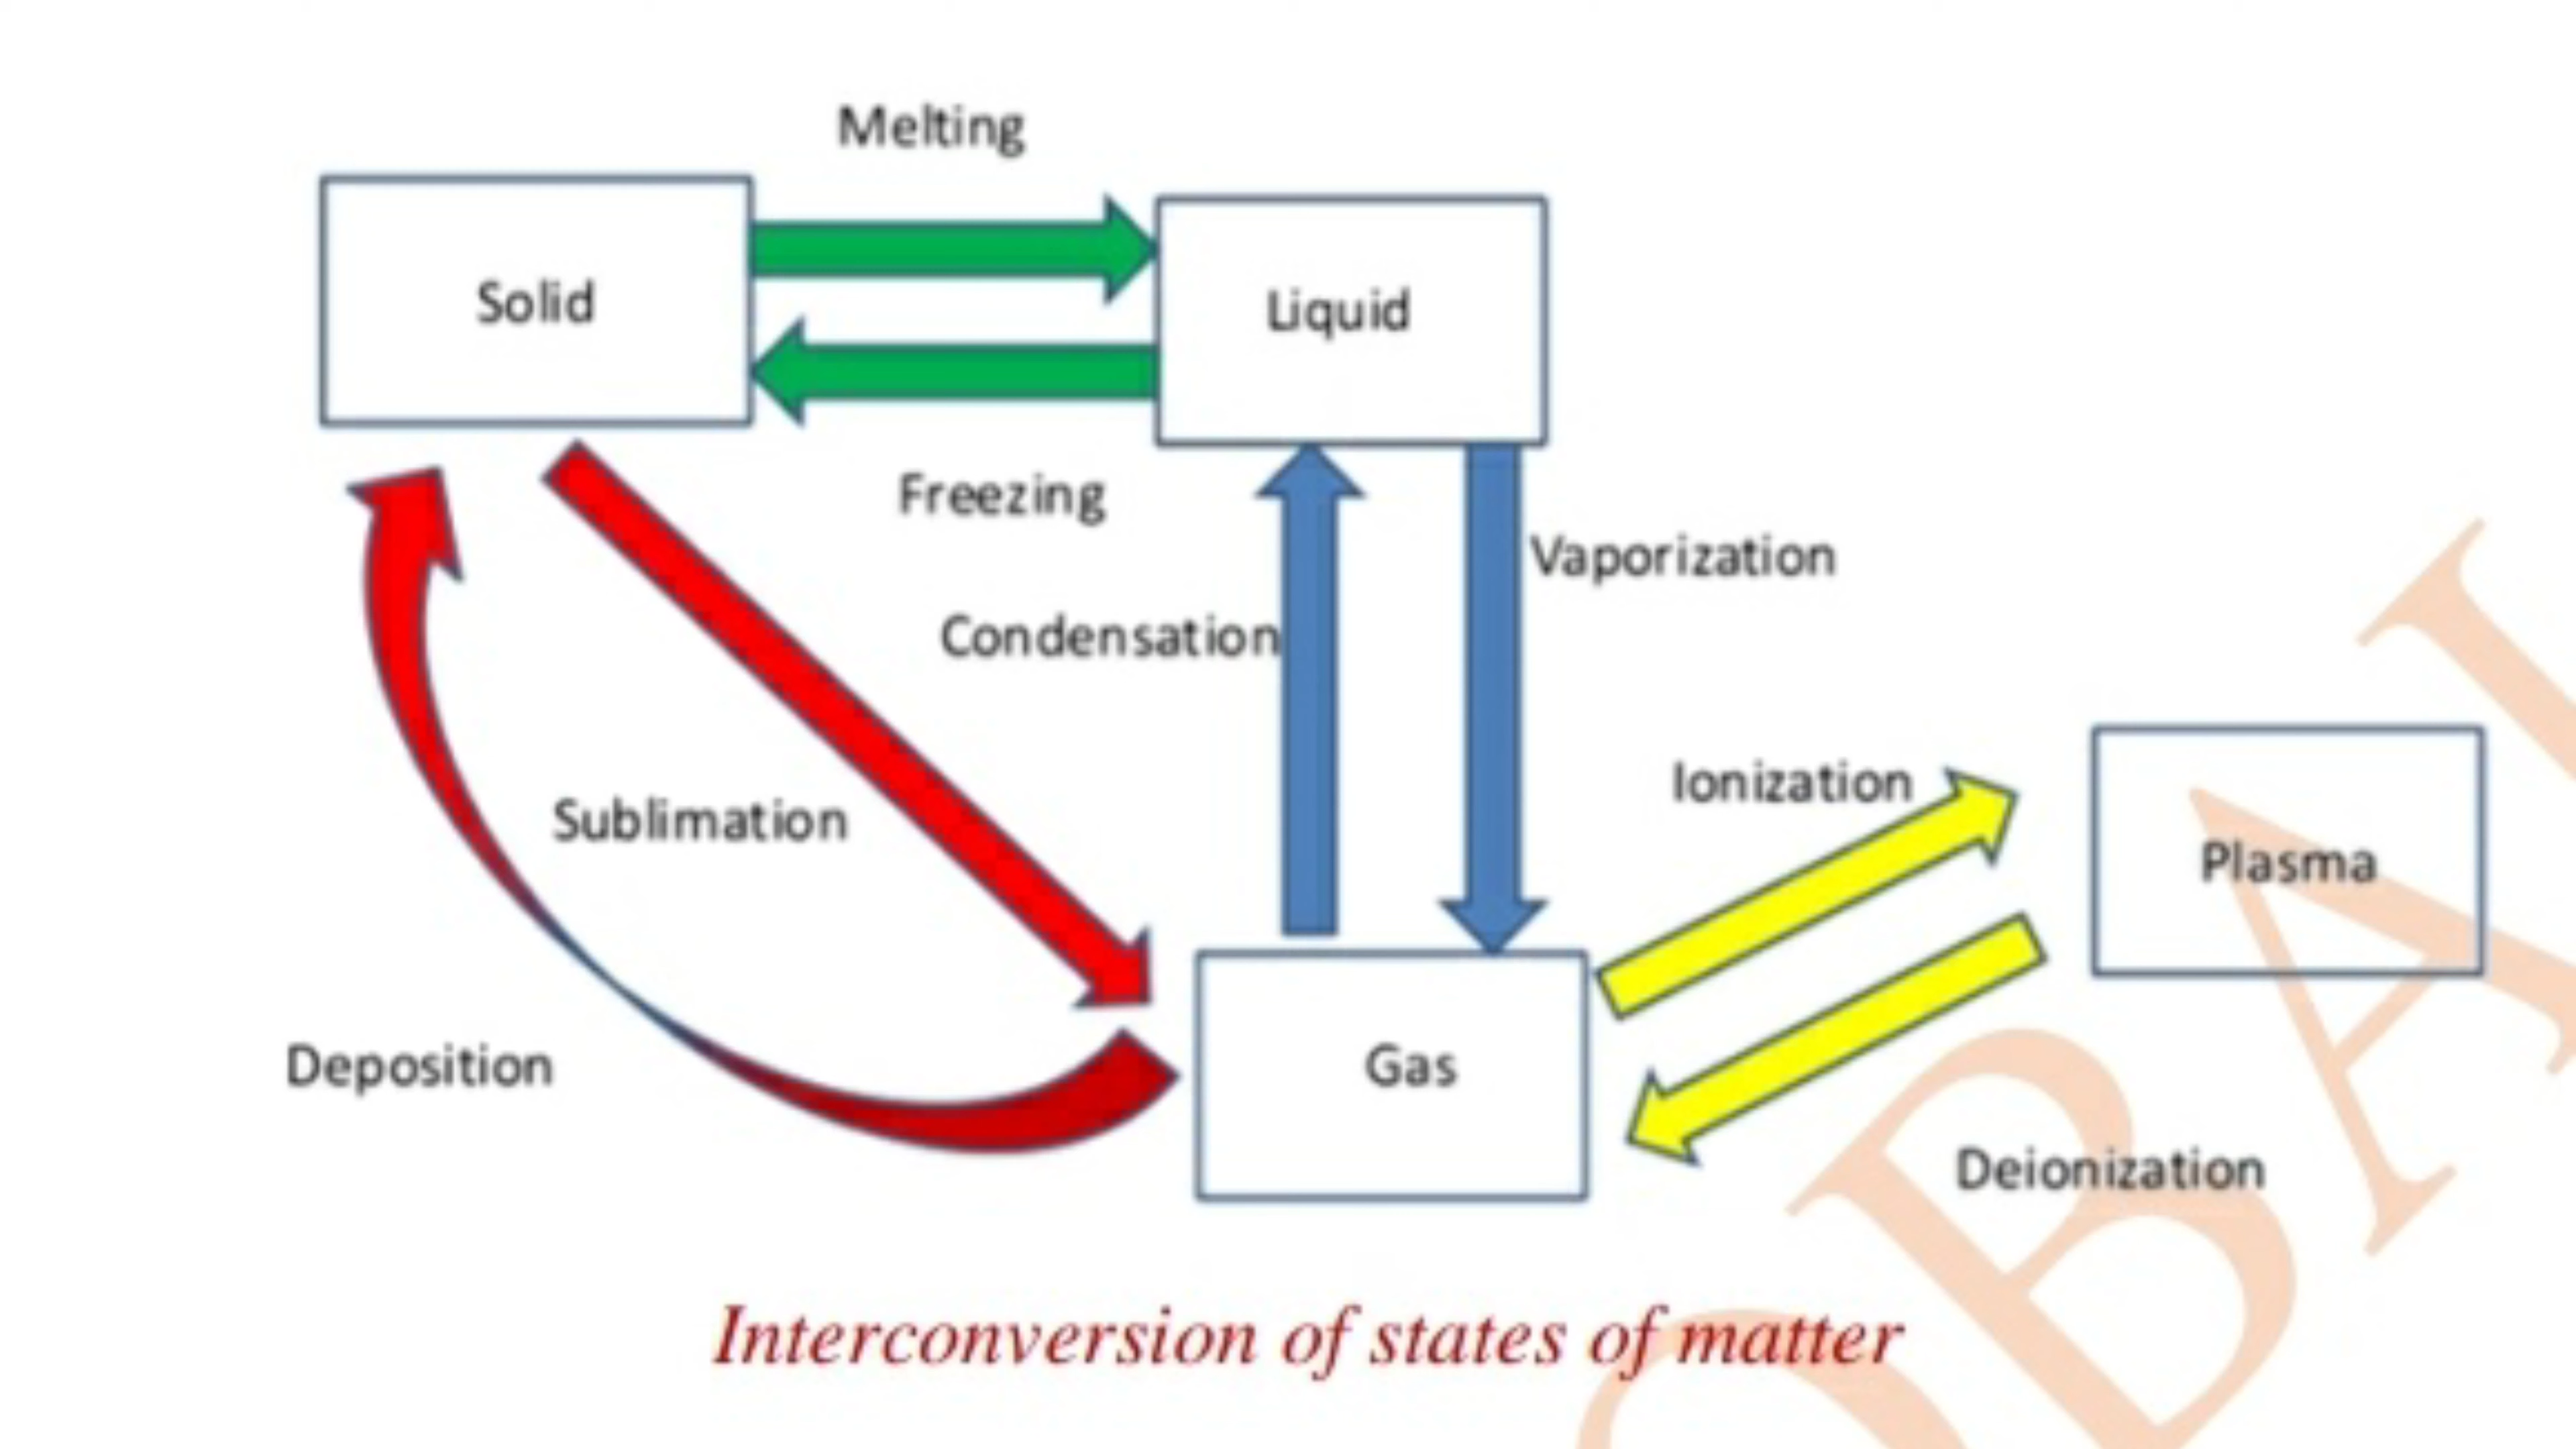 Melting
Solid
Liquid
Freezing
Vaporization
Condensation
Ionization
Sublimation
Plasma
Deposition
Gas
Deionization
Interconversion of states of matter